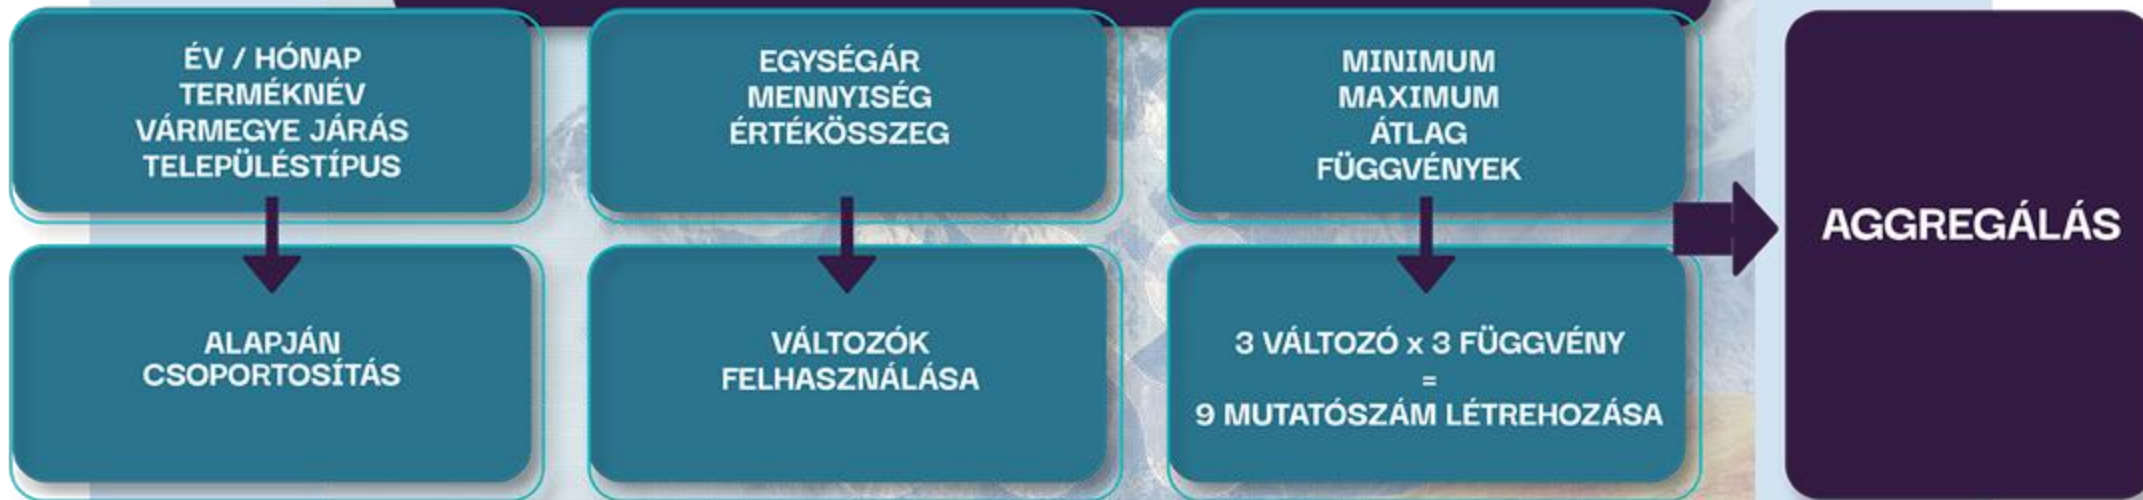 ÉV / HÓNAP
TERMÉKNÉV
VÁRMEGYE JÁRÁS
TELEPÜLÉSTÍPUS
ALAPJÁN
CSOPORTOSÍTÁS
EGYSÉGÁR
MENNYISÉG
ÉRTÉKÖSSZEG
VÁLTOZÓK
FELHASZNÁLÁSA
MINIMUM
MAXIMUM
ÁTLAG
FÜGGVÉNYEK
3 VÁLTOZÓ x 3 FÜGGVÉNY
=
9 MUTATÓSZÁM LÉTREHOZÁSA
AGGREGÁLÁS